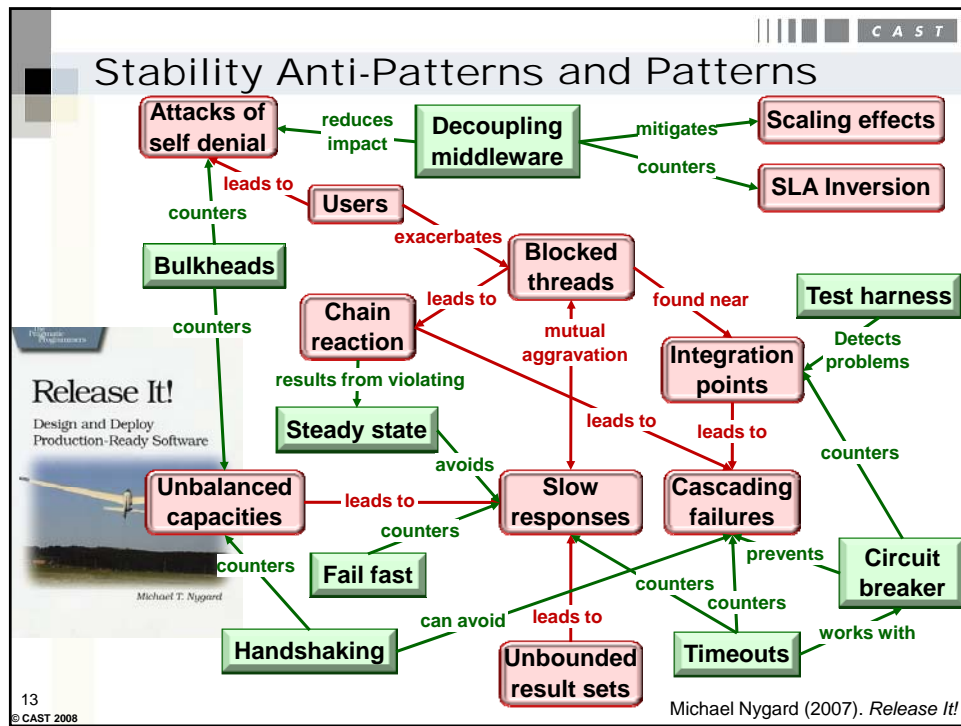 C A S T
Stability Anti-Patterns and Patterns
Attacks of
self denial
reduces
impact
Decoupling
middleware
mitigates
Scaling effects
counters
SLA Inversion
leads to
Users
counters
exacerbates
Bulkheads
Blocked
threads
leads to
found near
Test harness
counters
Chain
reaction
mutual
aggravation
Detects
problems
Integration
points
The
Pragmatic
Programmers
Release It!
Design and Deploy
Production-Ready Software
results from violating
Steady state
leads to
leads to
counters
avoids
Unbalanced
capacities
leads to
Slow
responses
Cascading
failures
counters
prevents
Circuit
breaker
counters
Fail fast
counters
counters
Michael T. Nygard
can avoid
leads to
works with
Handshaking
Unbounded
result sets
Timeouts
13
© CAST 2008
Michael Nygard (2007). Release It!